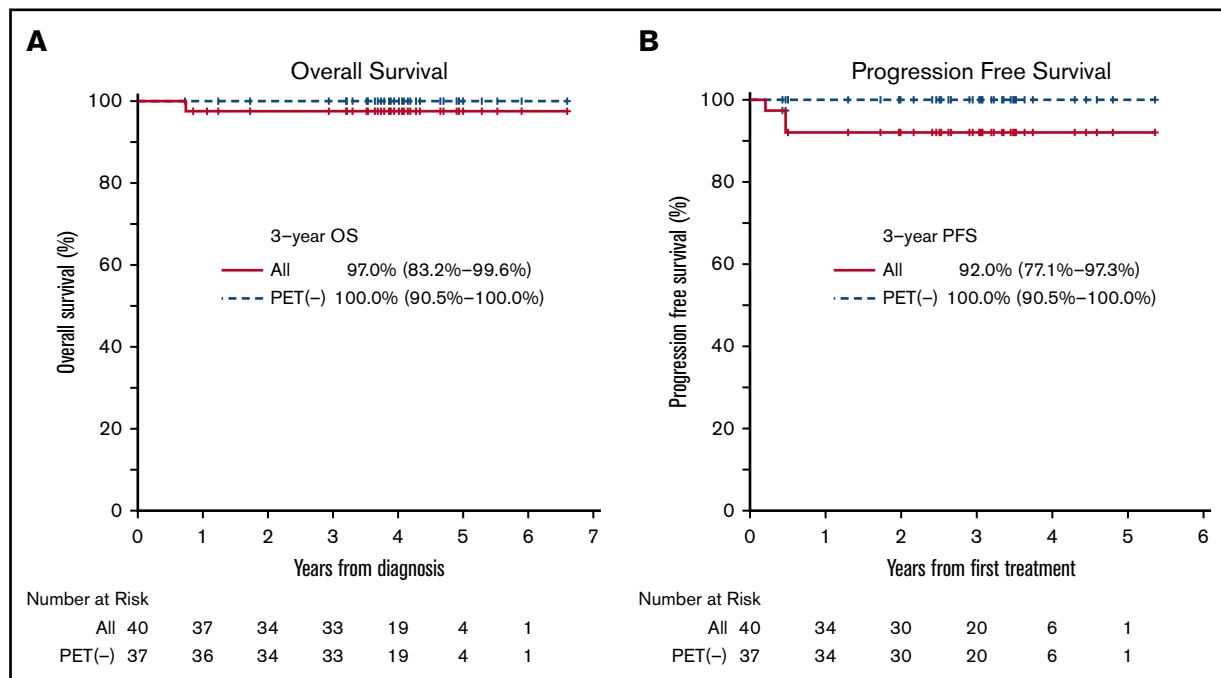 A
Overall Survival
Overall survival (%)
100
80
60
40
20
0
3–year OS
All 97.0% (83.2%–99.6%)
PET(–) 100.0% (90.5%–100.0%)
0 1 2 3 4 5 6 7
Years from diagnosis
Number at Risk
All 40 37 34 33 19 4 1
PET(–) 37 36 34 33 19 4 1
B
Progression Free Survival
Progression free survival (%)
100
80
60
40
20
0
3–year PFS
All 92.0% (77.1%–97.3%)
PET(–) 100.0% (90.5%–100.0%)
0 1 2 3 4 5 6
Years from first treatment
Number at Risk
All 40 34 30 20 6 1
PET(–) 37 34 30 20 6 1